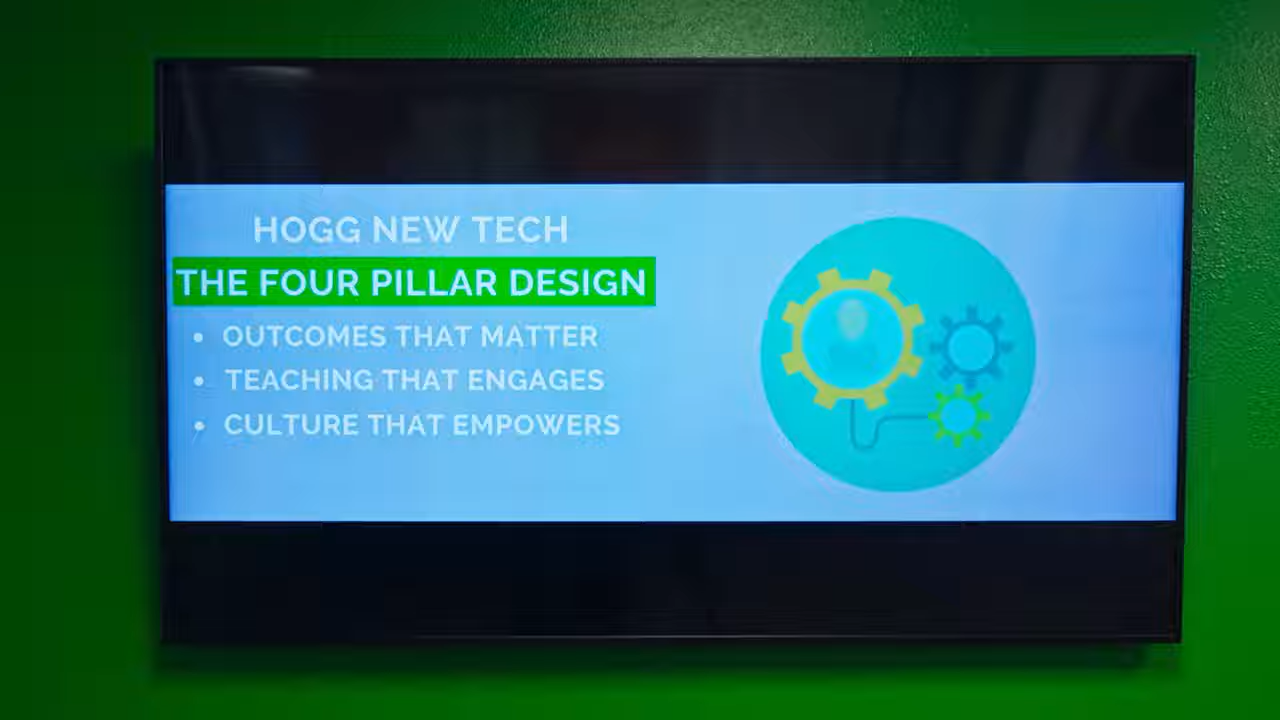 HOGG NEW TECH
THE FOUR PILLAR DESIGN
• OUTCOMES THAT MATTER
• TEACHING THAT ENGAGES
• CULTURE THAT EMPOWERS